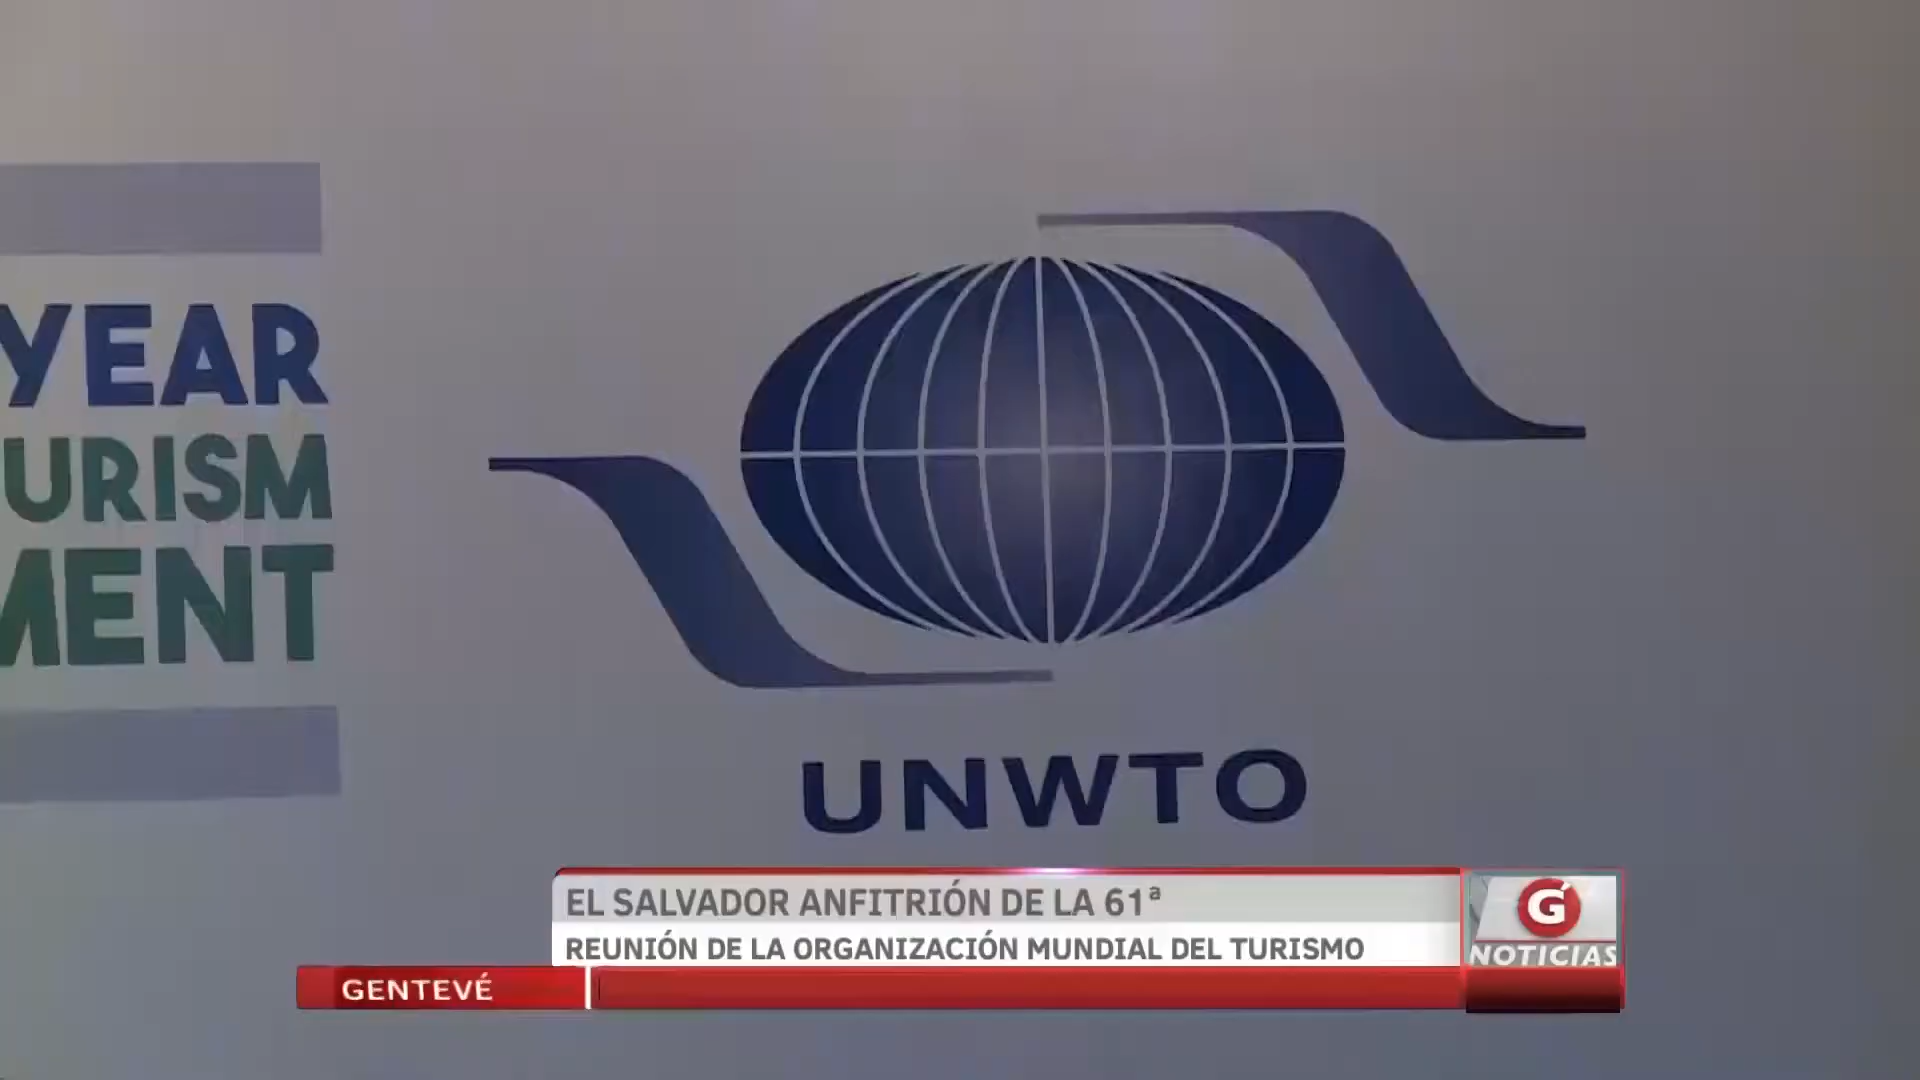 YEAR
URISM
MENT
UNWTO
EL SALVADOR ANFITRIÓN DE LA 61ª
REUNIÓN DE LA ORGANIZACIÓN MUNDIAL DEL TURISMO
G
NOTICIAS
GENTEVÉ